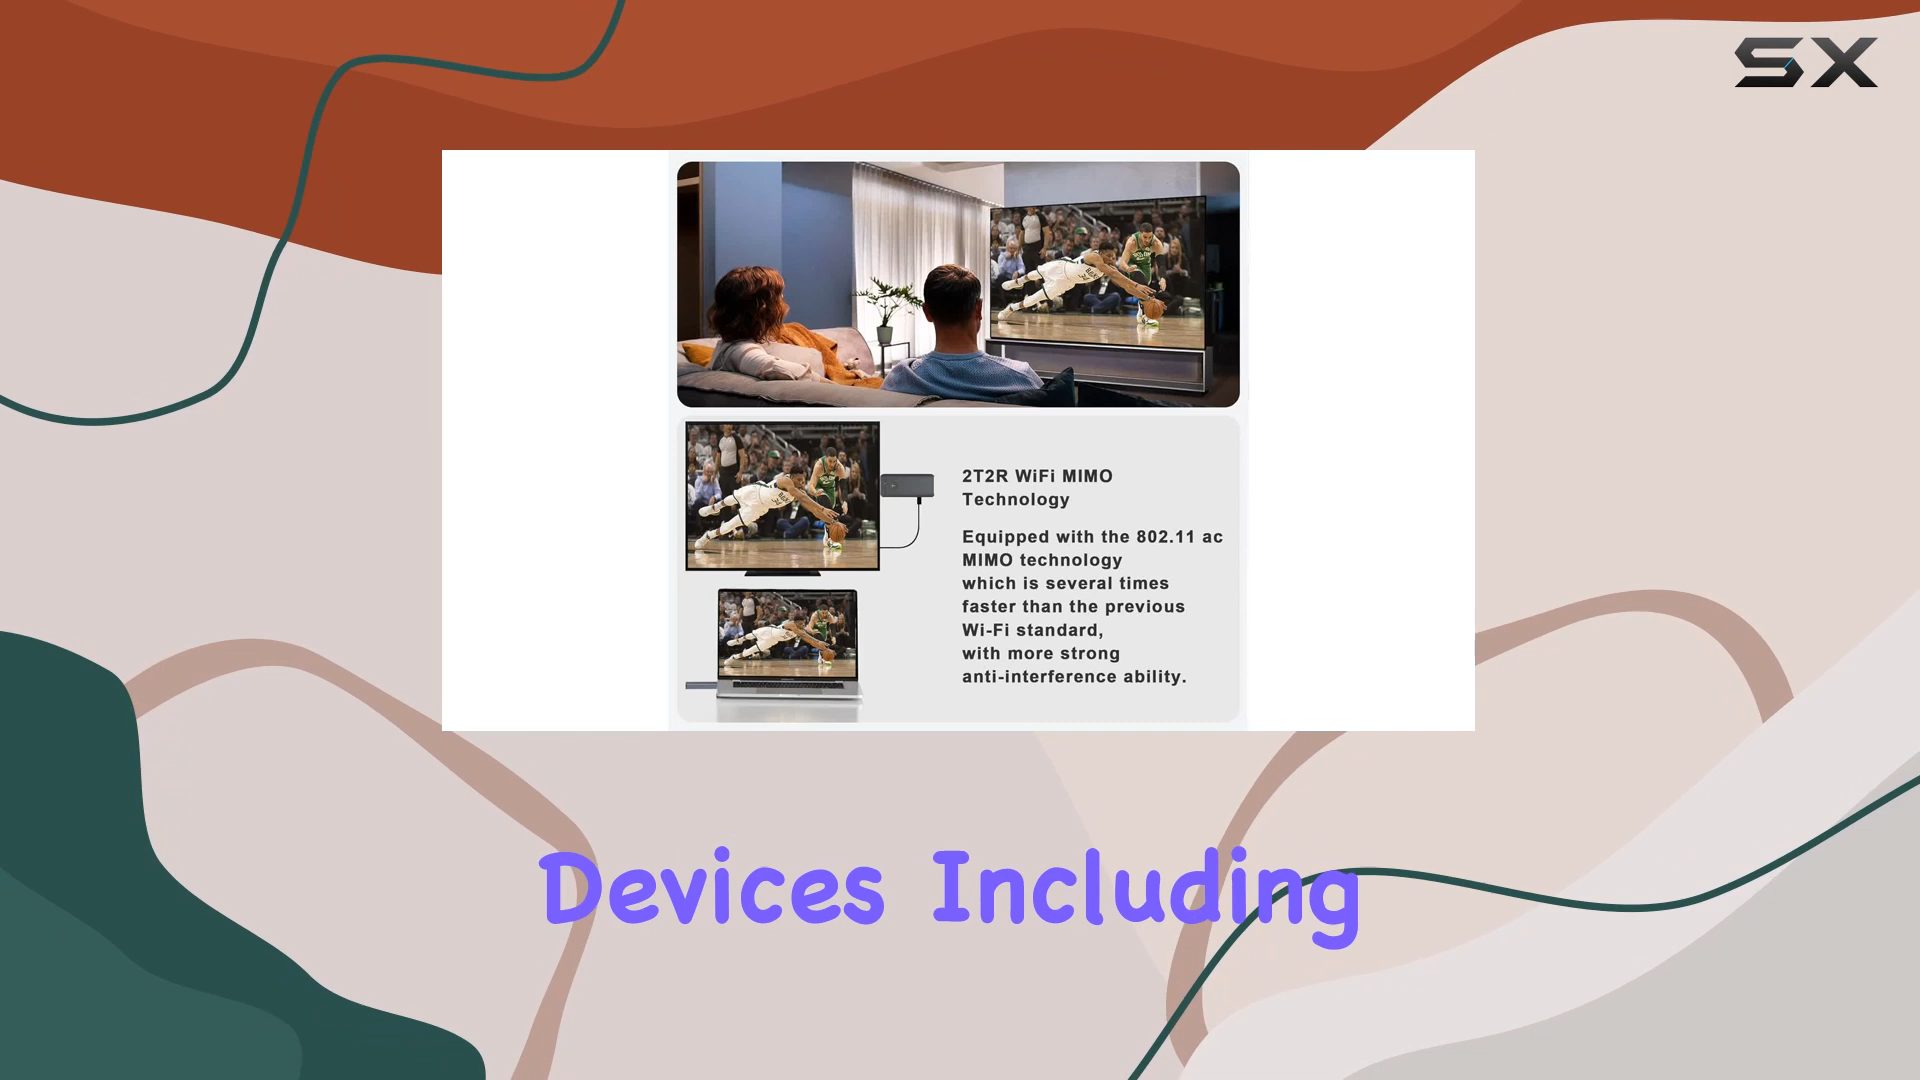 SX
2T2R WiFi MIMO
Technology
Equipped with the 802.11 ac
MIMO technology
which is several times
faster than the previous
Wi-Fi standard,
with more strong
anti-interference ability.
Devices Including